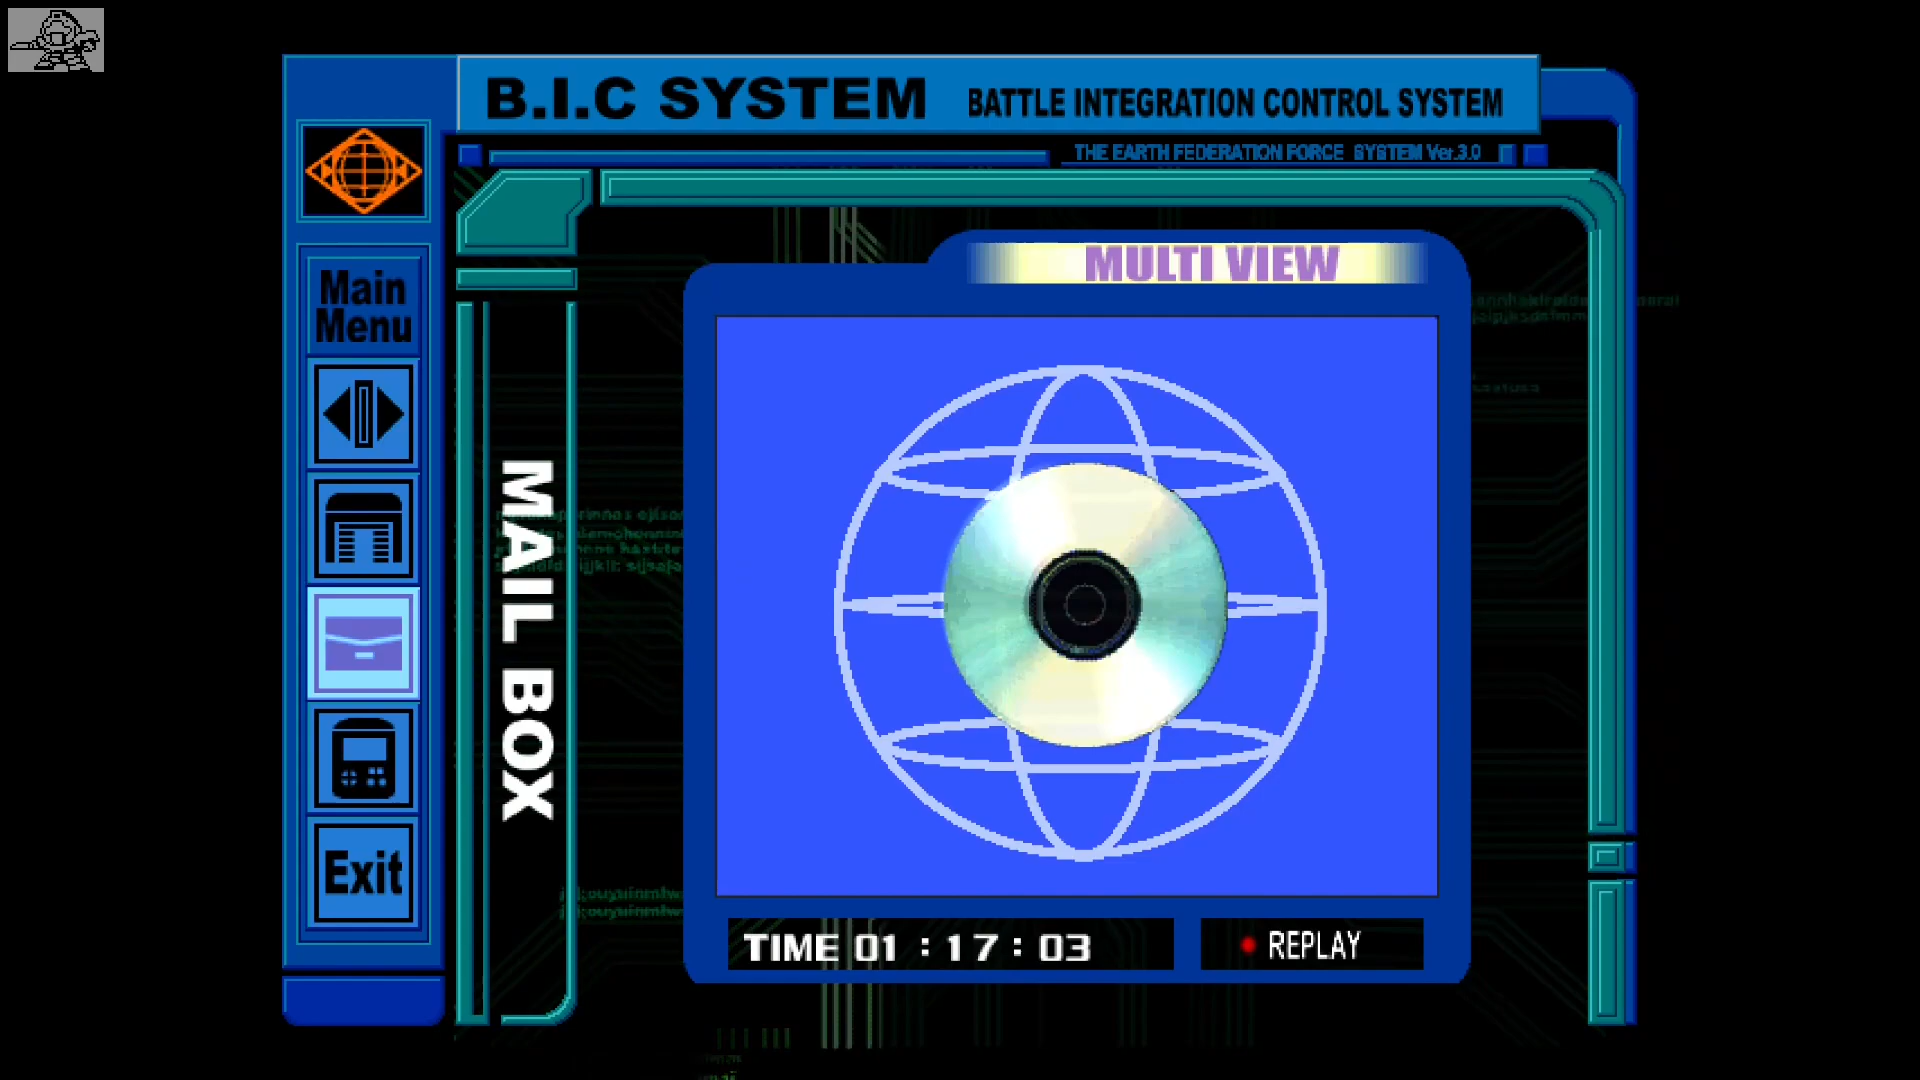 B.I.C SYSTEM BATTLE INTEGRATION CONTROL SYSTEM
THE EARTH FEDERATION FORCE SYSTEM Ver.3.0
MULTI VIEW
Main
Menu
MAIL BOX
Exit
TIME 01 : 17 : 03
REPLAY